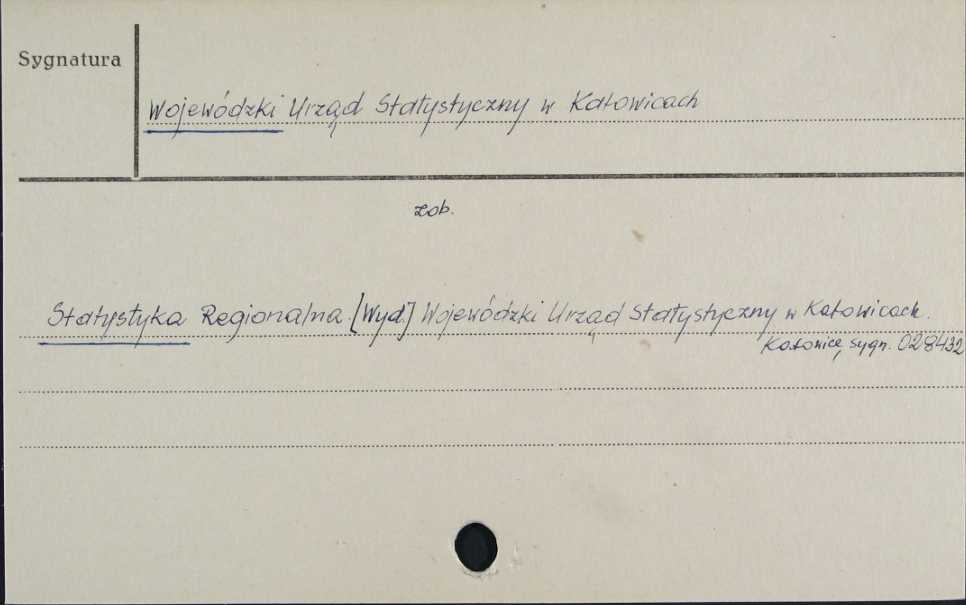 Sygnatura
Wojewódzki Urząd Statystyczny w Katowicach
zob.
Statystyka Regionalna. [Wyd.] Wojewódzki Urząd Statystyczny w Katowicach.
Katowice, sygn. 028432